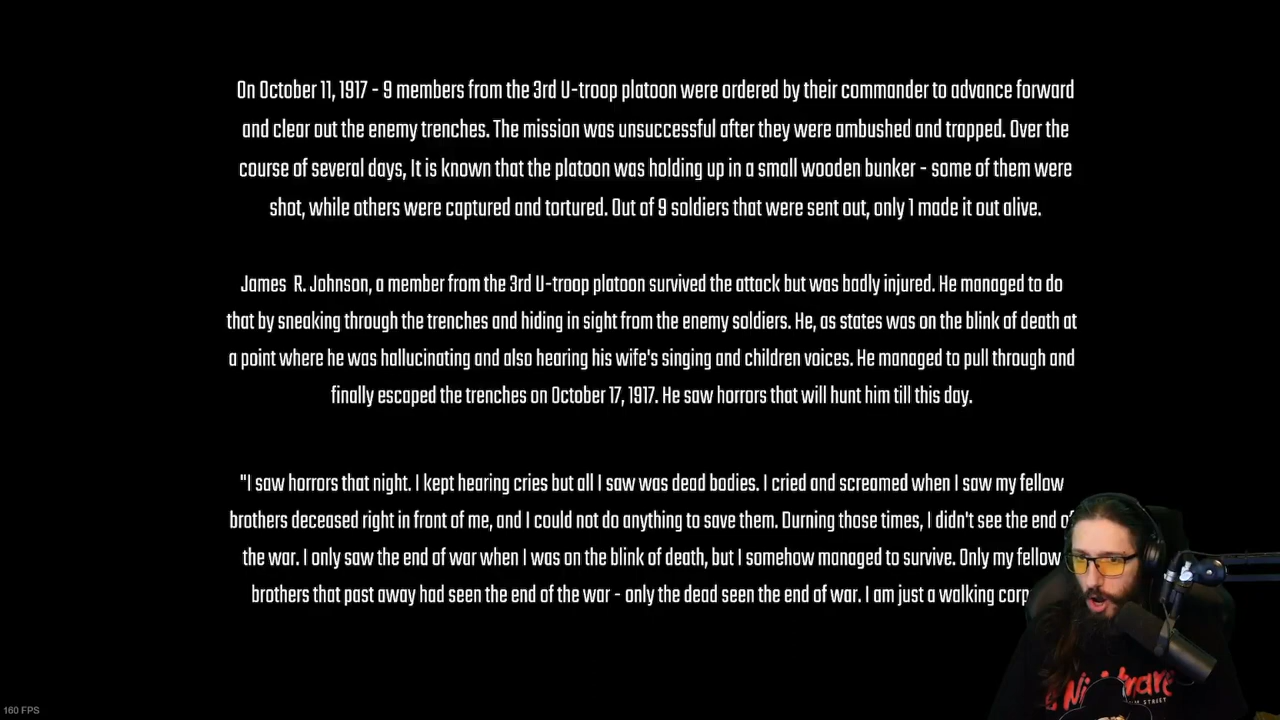 On October 11, 1917 - 9 members from the 3rd U-troop platoon were ordered by their commander to advance forward
and clear out the enemy trenches. The mission was unsuccessful after they were ambushed and trapped. Over the
course of several days, It is known that the platoon was holding up in a small wooden bunker - some of them were
shot, while others were captured and tortured. Out of 9 soldiers that were sent out, only 1 made it out alive.
James R. Johnson, a member from the 3rd U-troop platoon survived the attack but was badly injured. He managed to do
that by sneaking through the trenches and hiding in sight from the enemy soldiers. He, as states was on the blink of death at
a point where he was hallucinating and also hearing his wife's singing and children voices. He managed to pull through and
finally escaped the trenches on October 17, 1917. He saw horrors that will hunt him till this day.
"I saw horrors that night. I kept hearing cries but all I saw was dead bodies. I cried and screamed when I saw my fellow
brothers deceased right in front of me, and I could not do anything to save them. Durning those times, I didn't see the end of
the war. I only saw the end of war when I was on the blink of death, but I somehow managed to survive. Only my fellow
brothers that past away had seen the end of the war - only the dead seen the end of war. I am just a walking corp
STREET
160 FPS